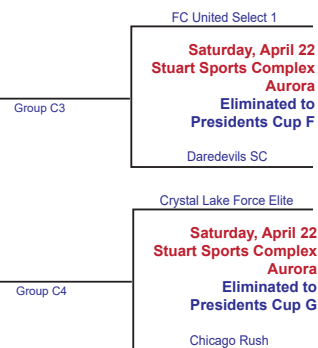 FC United Select 1
Saturday, April 22
Stuart Sports Complex
Aurora
Group C3
Eliminated to
Presidents Cup F
Daredevils SC
Crystal Lake Force Elite
Saturday, April 22
Stuart Sports Complex
Aurora
Group C4
Eliminated to
Presidents Cup G
Chicago Rush